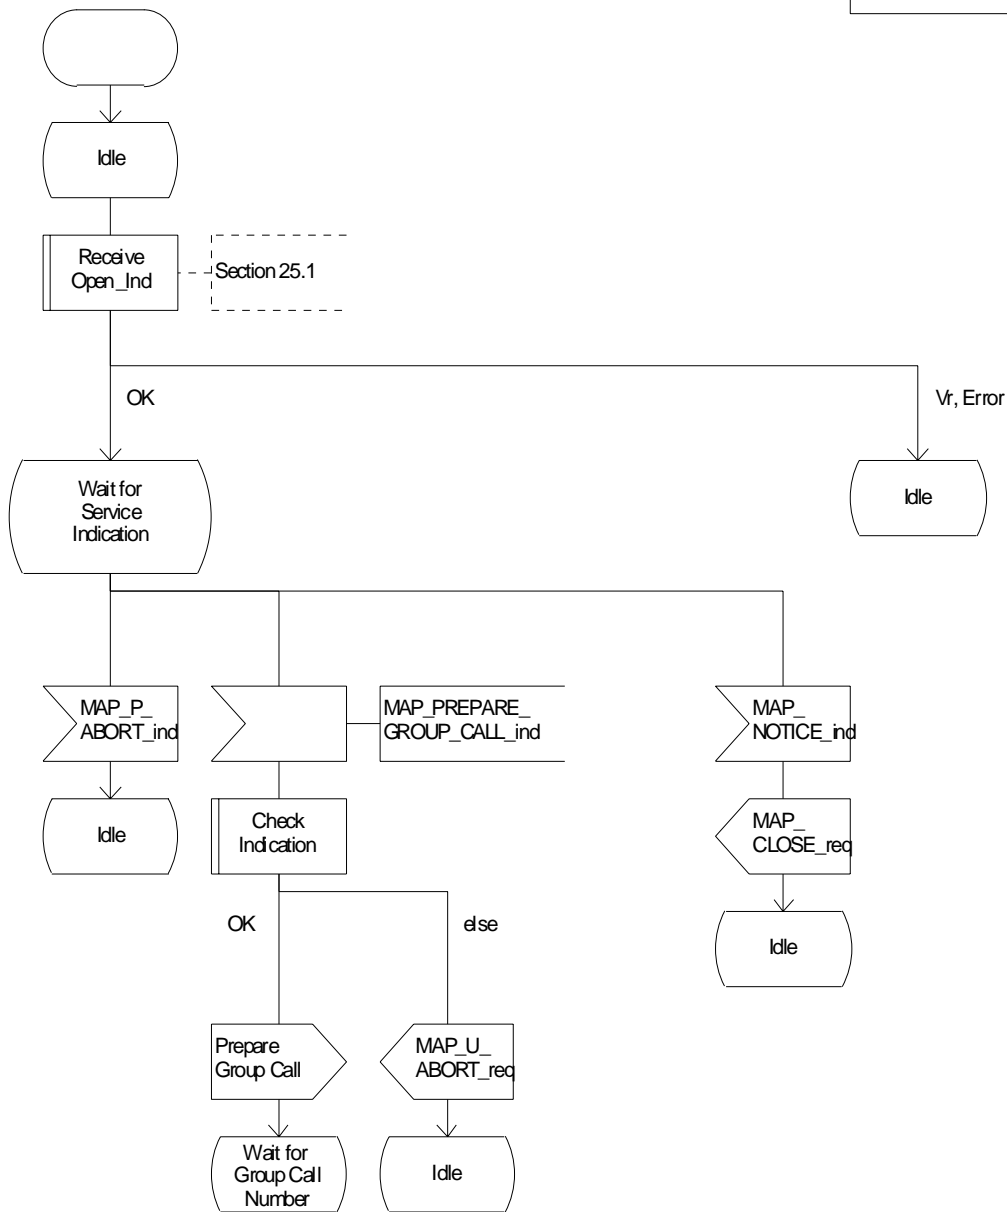 Idle
Receive
Open_Ind
Section 25.1
OK
Vr, Error
Wait for
Service
Indication
Idle
MAP_P_
ABORT_ind
MAP_PREPARE_
GROUP_CALL_ind
MAP_
NOTICE_ind
Idle
Check
Indication
MAP_
CLOSE_req
OK
else
Idle
Prepare
Group Call
MAP_U_
ABORT_req
Wait for
Group Call
Number
Idle